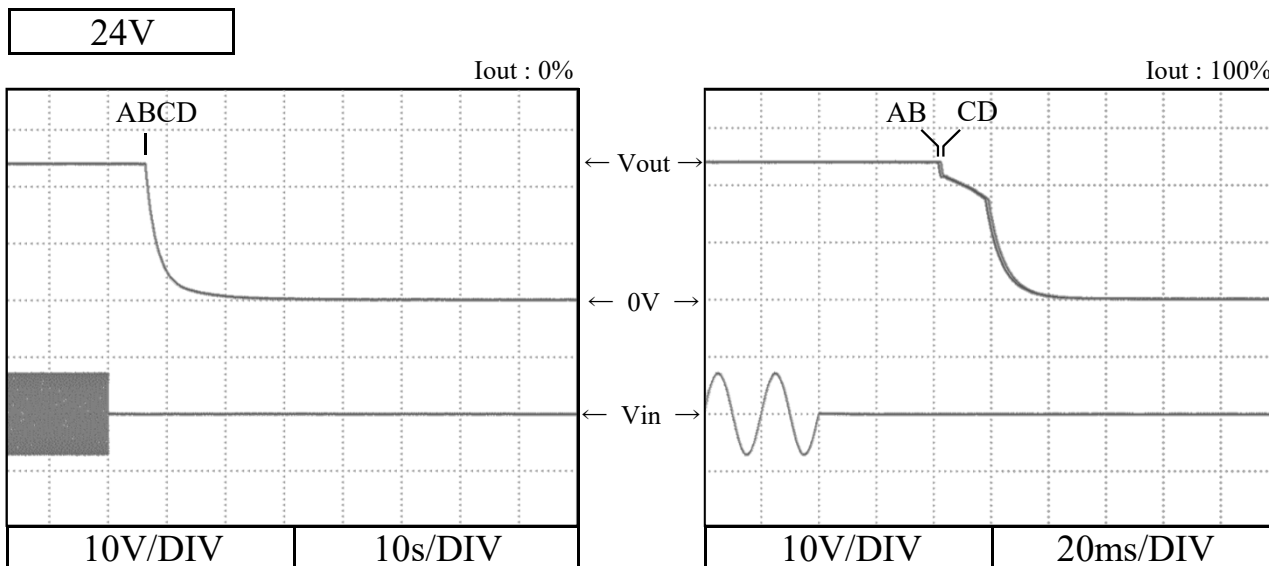 24V
Iout : 0%
Iout : 100%
ABCD
AB CD
← Vout →
← 0V →
← Vin →
10V/DIV 10s/DIV
10V/DIV 20ms/DIV